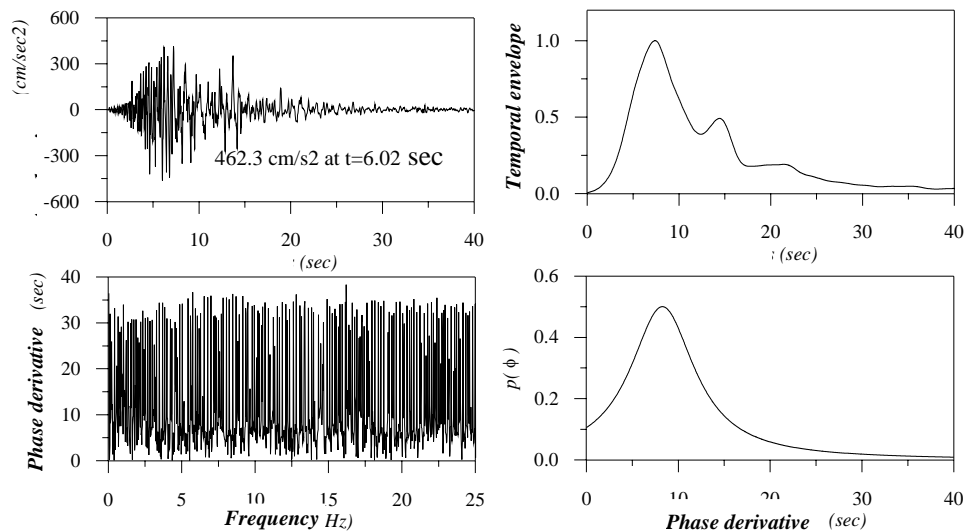 600
300
0
-300
-600
(cm/sec2)
462.3 cm/s2 at t=6.02 sec
0 10 20 30 40
(sec)
1.0
0.5
0.0
Temporal envelope
0 10 20 30 40
(sec)
40
30
20
10
0
Phase derivative (sec)
0 5 10 15 20 25
Frequency Hz)
0.6
0.4
0.2
0.0
p( ϕ )
0 10 20 30 40
Phase derivative (sec)